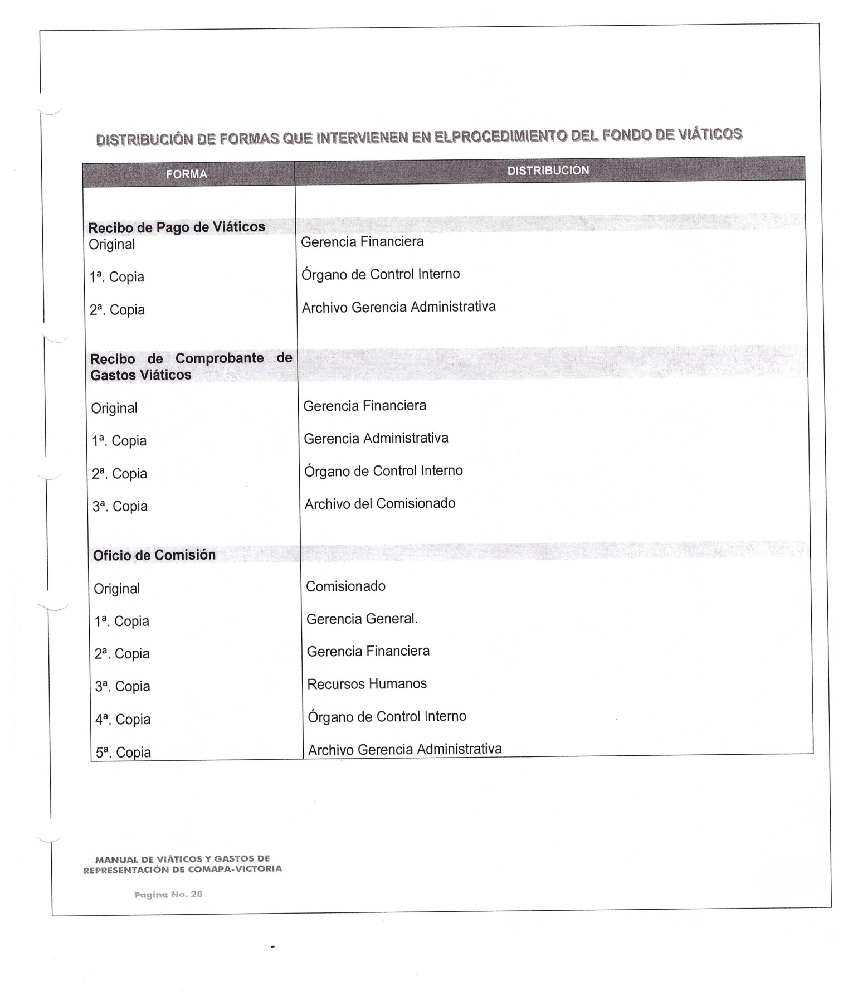 DISTRIBUCIÓN DE FORMAS QUE INTERVIENEN EN ELPROCEDIMIENTO DEL FONDO DE VIÁTICOS
FORMA DISTRIBUCIÓN
Recibo de Pago de Viáticos
Original Gerencia Financiera
1ª. Copia Órgano de Control Interno
2ª. Copia Archivo Gerencia Administrativa
Recibo de Comprobante de
Gastos Viáticos
Original Gerencia Financiera
1ª. Copia Gerencia Administrativa
2ª. Copia Órgano de Control Interno
3ª. Copia Archivo del Comisionado
Oficio de Comisión
Original Comisionado
1ª. Copia Gerencia General.
2ª. Copia Gerencia Financiera
3ª. Copia Recursos Humanos
4ª. Copia Órgano de Control Interno
5ª. Copia Archivo Gerencia Administrativa
MANUAL DE VIÁTICOS Y GASTOS DE
REPRESENTACIÓN DE COMAPA-VICTORIA
Pagina No. 28